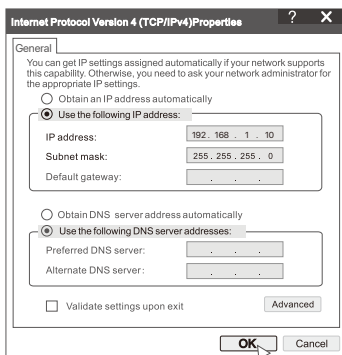 Internet Protocol Version 4 (TCP/IPv4)Properties ? X
General
You can get IP settings assigned automatically if your network supports
this capability. Otherwise, you need to ask your network administrator for
the appropriate IP settings.
Obtain an IP address automatically
Use the following IP address:
IP address: 192. 168 . 1 . 10
Subnet mask: 255 . 255 . 255 . 0
Default gateway: . . .
Obtain DNS server address automatically
Use the following DNS server addresses:
Preferred DNS server: . . .
Alternate DNS server: . . .
Validate settings upon exit Advanced
OK Cancel